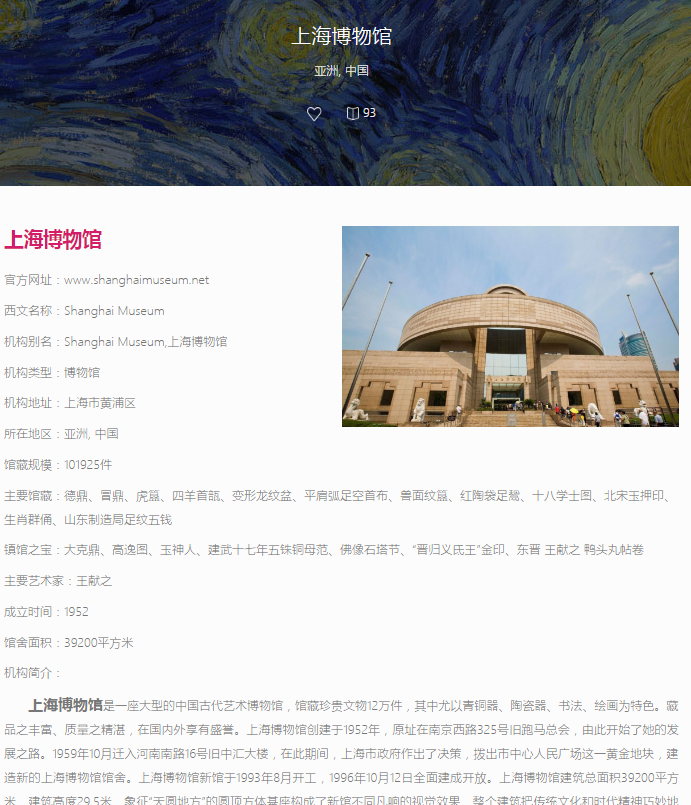 上海博物馆
亚洲, 中国
93
上海博物馆
官方网址：www.shanghaimuseum.net
西文名称：Shanghai Museum
机构别名：Shanghai Museum,上海博物馆
机构类型：博物馆
机构地址：上海市黄浦区
所在地区：亚洲, 中国
馆藏规模：101925件
主要馆藏：德鼎、冒鼎、虎簋、四羊首瓿、变形龙纹盆、平肩弧足空首布、兽面纹簋、红陶袋足鬶、十八学士图、北宋玉押印、
生肖群俑、山东制造局足纹五钱
镇馆之宝：大克鼎、高逸图、玉神人、建武十七年五铢铜母范、佛像石塔节、“晋归义氐王”金印、东晋 王献之 鸭头丸帖卷
主要艺术家：王献之
成立时间：1952
馆舍面积：39200平方米
机构简介：
上海博物馆是一座大型的中国古代艺术博物馆，馆藏珍贵文物12万件，其中尤以青铜器、陶瓷器、书法、绘画为特色。藏
品之丰富、质量之精湛，在国内外享有盛誉。上海博物馆创建于1952年，原址在南京西路325号旧跑马总会，由此开始了她的发
展之路。1959年10月迁入河南南路16号旧中汇大楼，在此期间，上海市政府作出了决策，拨出市中心人民广场这一黄金地块，建
造新的上海博物馆馆舍。上海博物馆新馆于1993年8月开工，1996年10月12日全面建成开放。上海博物馆建筑总面积39200平方
米，建筑高度29.5米，象征“天圆地方”的圆顶方体基座构成了新馆不同凡响的视觉效果，整个建筑把传统文化和时代精神巧妙地